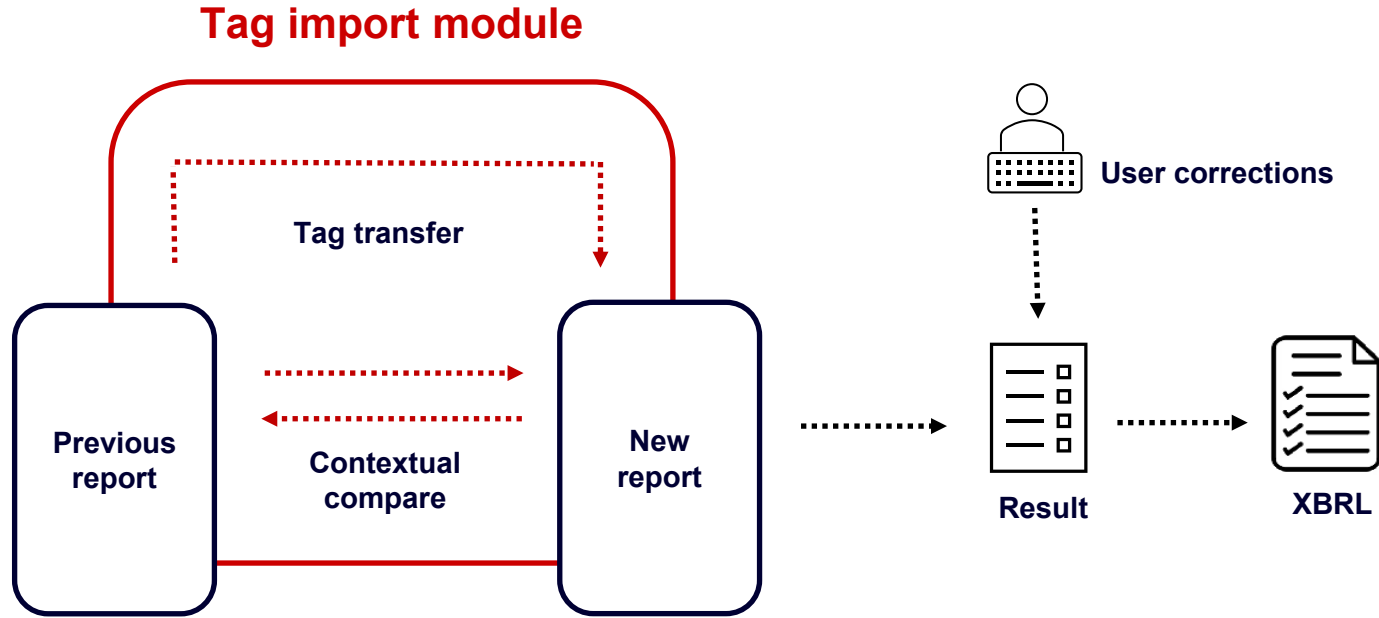 Tag import module
Tag transfer
User corrections
Previous
report
Contextual
compare
New
report
Result
XBRL